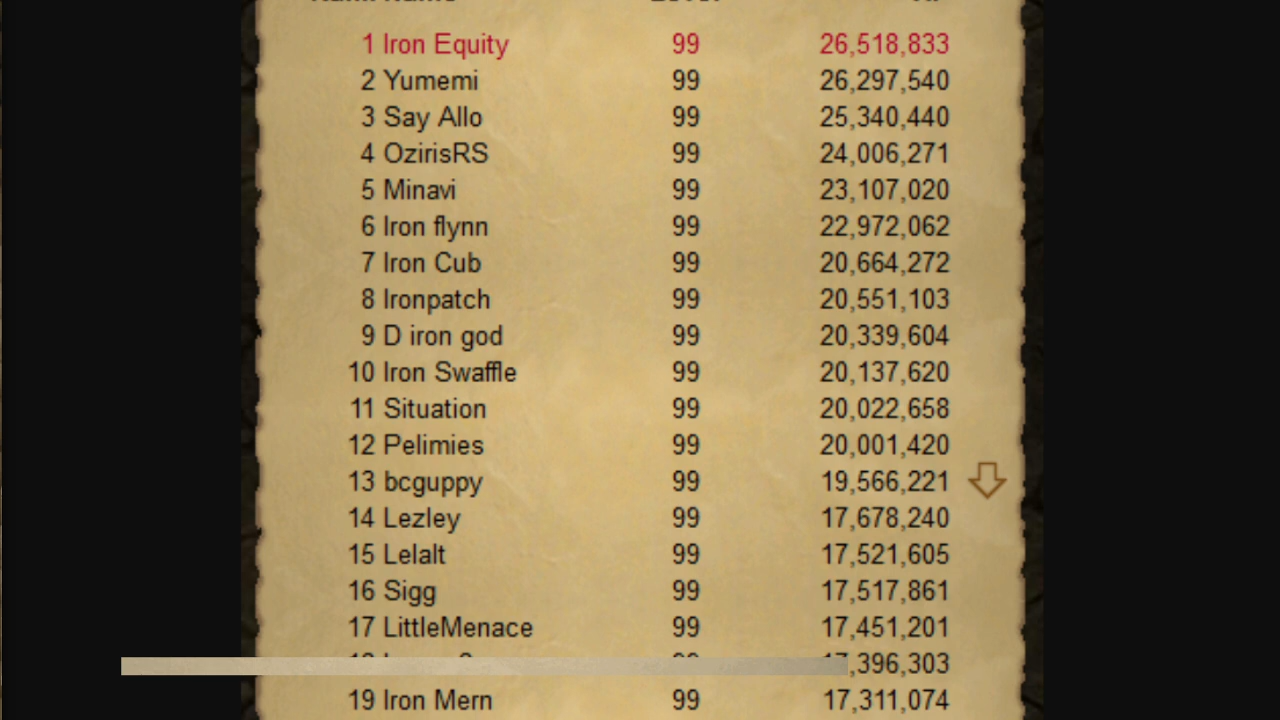 1 Iron Equity 99 26,518,833
2 Yumemi 99 26,297,540
3 Say Allo 99 25,340,440
4 OzirisRS 99 24,006,271
5 Minavi 99 23,107,020
6 Iron flynn 99 22,972,062
7 Iron Cub 99 20,664,272
8 Ironpatch 99 20,551,103
9 D iron god 99 20,339,604
10 Iron Swaffle 99 20,137,620
11 Situation 99 20,022,658
12 Pelimies 99 20,001,420
13 bcguppy 99 19,566,221
14 Lezley 99 17,678,240
15 Lelalt 99 17,521,605
16 Sigg 99 17,517,861
17 LittleMenace 99 17,451,201
17,396,303
19 Iron Mern 99 17,311,074